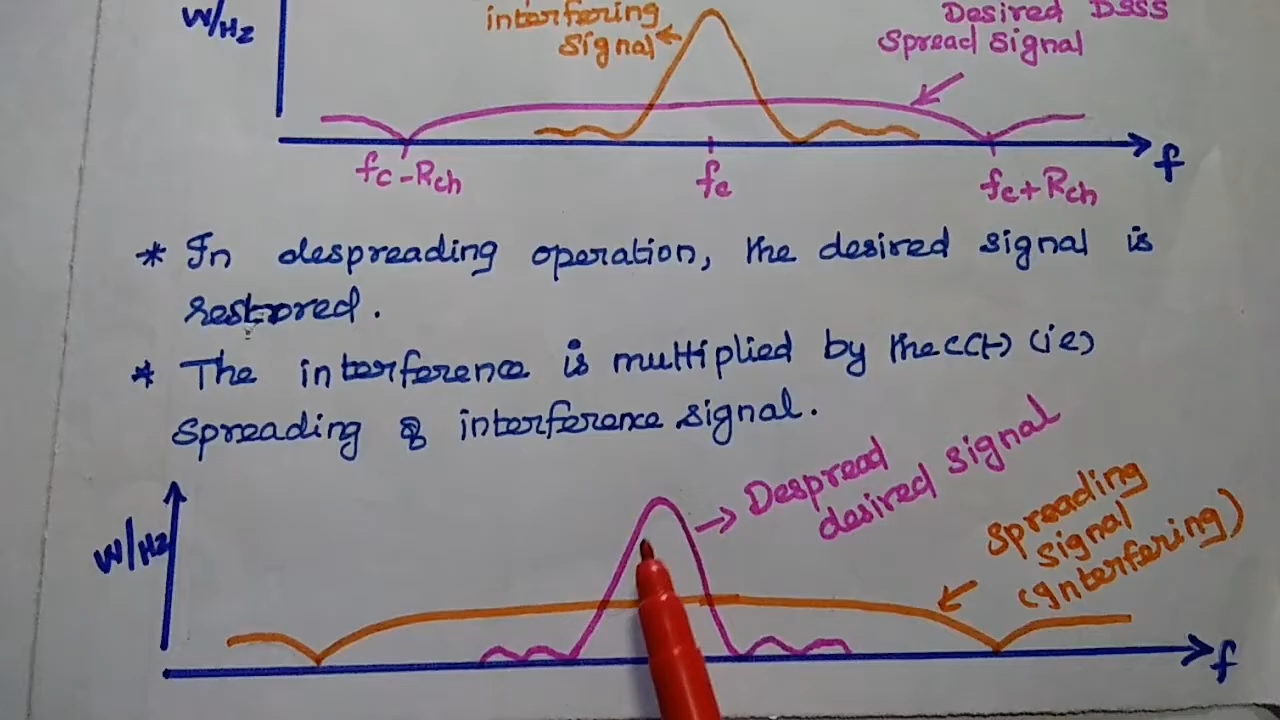 W/Hz
interfering
signal
Desired DSSS
spread signal
fc-Rch
fc
fc+Rch
f
* In despreading operation, the desired signal is
restored.
* The interference is multiplied by the c(t) (ie)
spreading of interference signal.
W/Hz
Despread
desired signal
Spreading
signal
(Interfering)
f